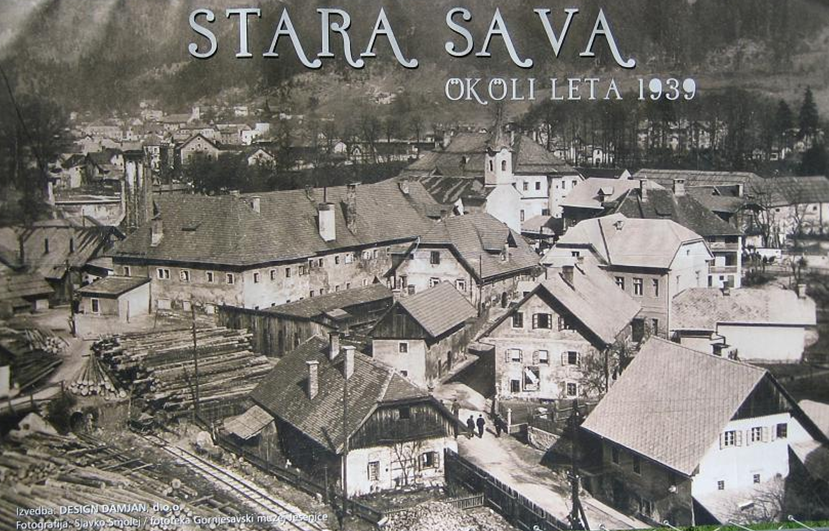 STARA SAVA
OKOLI LETA 1939
Izvedba: DESIGN DAMJAN, d.o.o.
Fotografija: Slavko Smolej / fototeka Gornjesavski muzej Jesenice